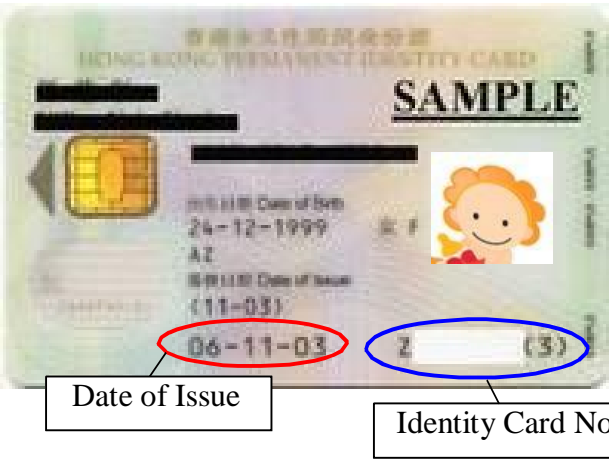 香港永久性居民身份證
HONG KONG PERMANENT IDENTITY CARD
SAMPLE
出生日期 Date of Birth
24-12-1999
女 F
AZ
簽發日期 Date of Issue
(11-03)
06-11-03
Z
(3)
Date of Issue
Identity Card No